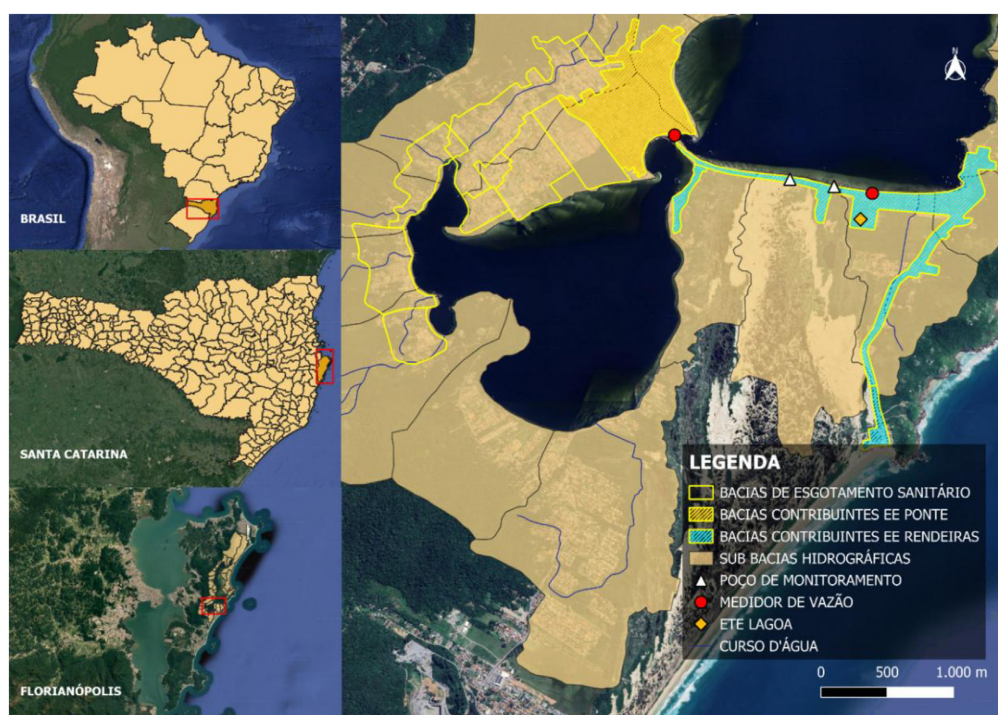 BRASIL
SANTA CATARINA
FLORIANÓPOLIS
N
LEGENDA
BACIAS DE ESGOTAMENTO SANITÁRIO
BACIAS CONTRIBUINTES EE PONTE
BACIAS CONTRIBUINTES EE RENDEIRAS
SUB BACIAS HIDROGRÁFICAS
POÇO DE MONITORAMENTO
MEDIDOR DE VAZÃO
ETE LAGOA
CURSO D'ÁGUA
0 500 1.000 m